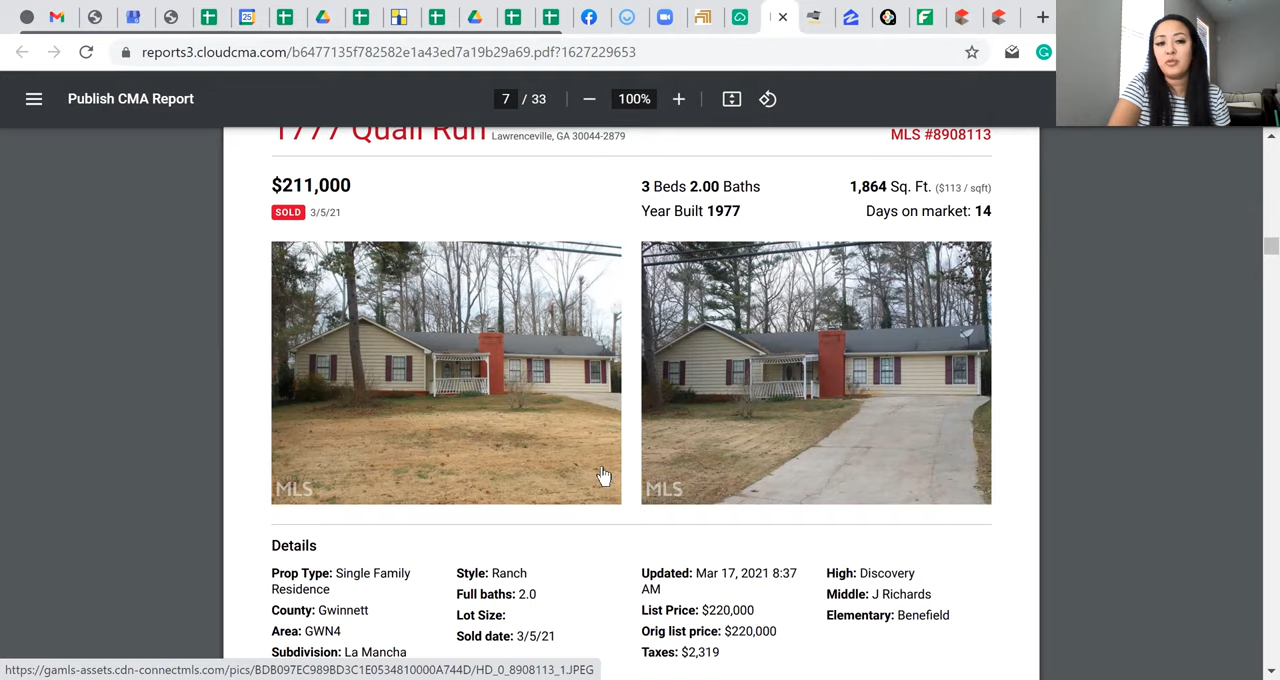 reports3.cloudcma.com/b6477135f782582e1a43ed7a19b29a69.pdf?1627229653
Publish CMA Report
7 / 33
100%
1777 Quail Run Lawrenceville, GA 30044-2879
MLS #8908113
$211,000
SOLD 3/5/21
3 Beds 2.00 Baths
Year Built 1977
1,864 Sq. Ft. ($113 / sqft)
Days on market: 14
MLS
MLS
Details
Prop Type: Single Family
Residence
County: Gwinnett
Area: GWN4
Subdivision: La Mancha
Style: Ranch
Full baths: 2.0
Lot Size:
Sold date: 3/5/21
Updated: Mar 17, 2021 8:37
AM
List Price: $220,000
Orig list price: $220,000
Taxes: $2,319
High: Discovery
Middle: J Richards
Elementary: Benefield
https://gamls-assets.cdn-connectmls.com/pics/BDB097EC989BD3C1E0534810000A744D/HD_0_8908113_1.JPEG